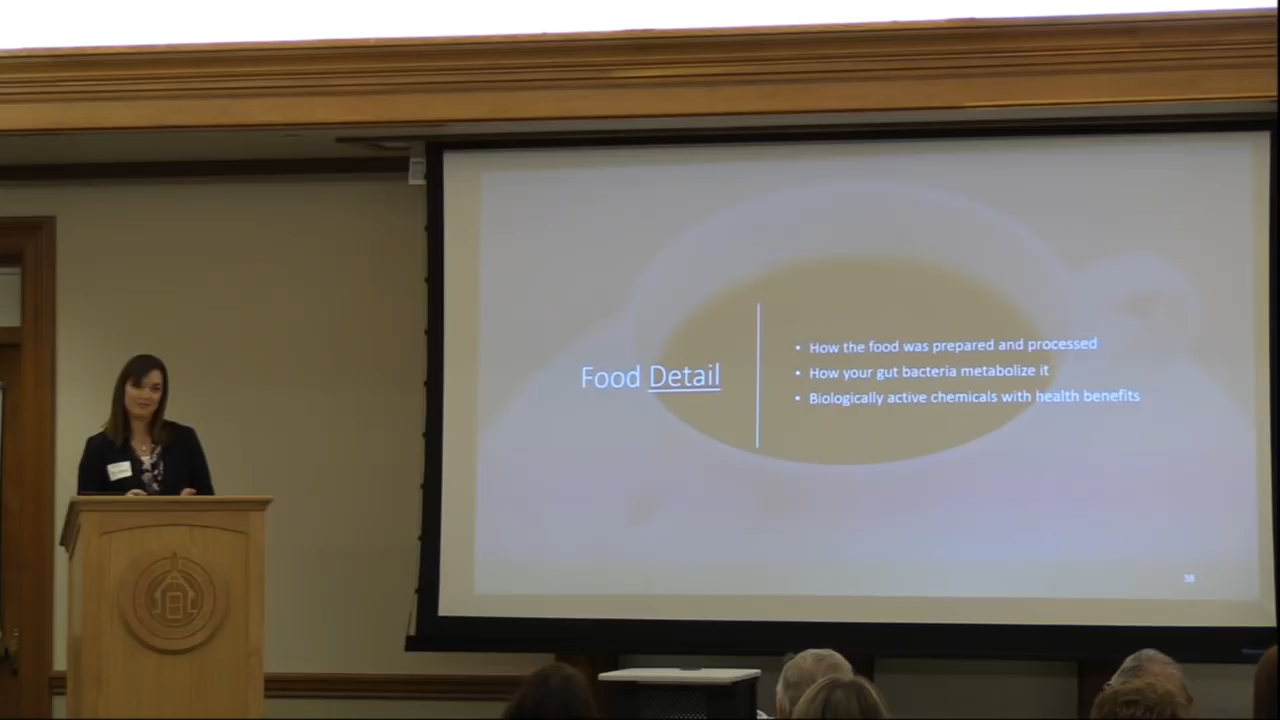 Food Detail
• How the food was prepared and processed
• How your gut bacteria metabolize it
• Biologically active chemicals with health benefits
38